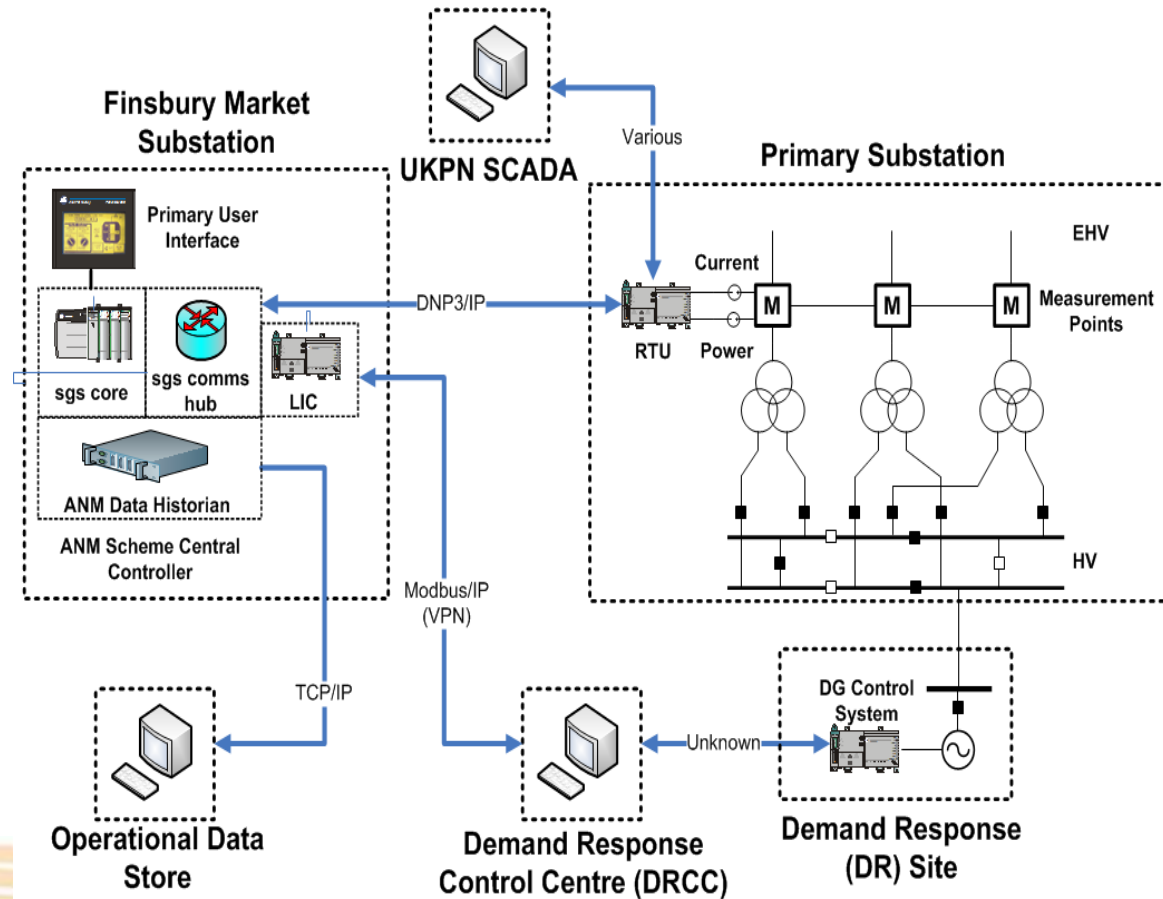 Finsbury Market
Substation
Primary User
Interface
sgs core
sgs comms
hub
LIC
ANM Data Historian
ANM Scheme Central
Controller
UKPN SCADA
Various
DNP3/IP
Primary Substation
EHV
Current
Power
RTU
M
M
M
Measurement
Points
HV
Modbus/IP
(VPN)
TCP/IP
Operational Data
Store
Demand Response
Control Centre (DRCC)
Unknown
DG Control
System
Demand Response
(DR) Site